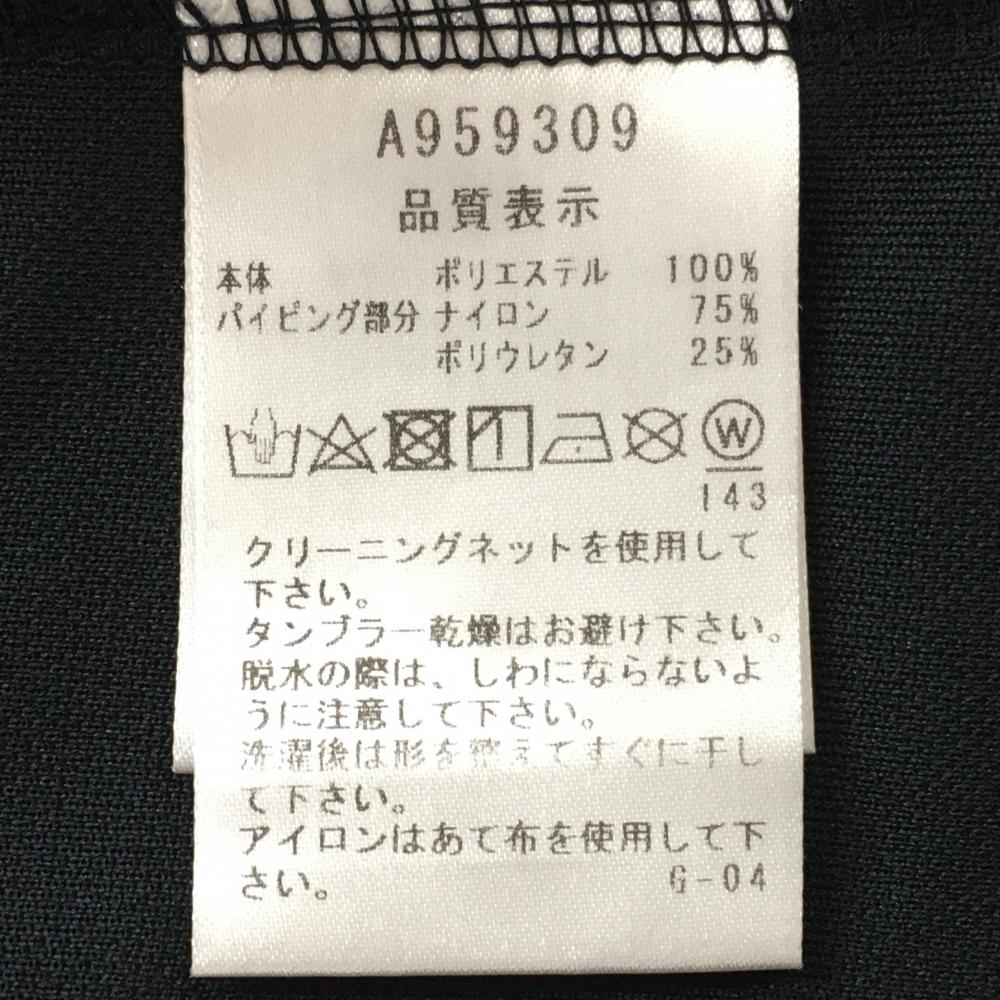 A959309
品質表示
本体 ポリエステル 100%
パイピング部分 ナイロン 75%
ポリウレタン 25%
W
143
クリーニングネットを使用して
下さい。
タンブラー乾燥はお避け下さい。
脱水の際は、しわにならないよ
うに注意して下さい。
洗濯後は形を整えてすぐに干し
て下さい。
アイロンはあて布を使用して下
さい。 G-04